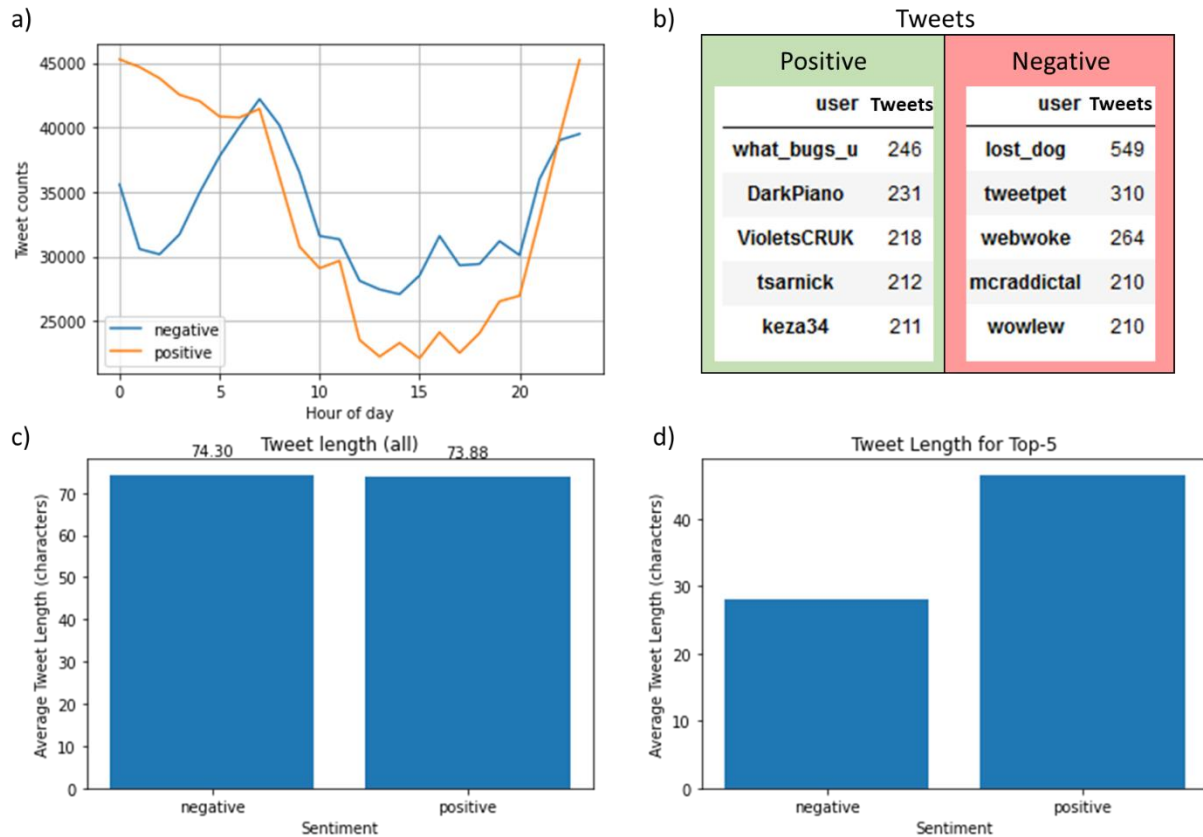 a)
45000
40000
35000
30000
25000
Tweet counts
negative
positive
0 5 10 15 20
Hour of day
b)
Tweets
Positive
user Tweets
what_bugs_u 246
DarkPiano 231
VioletsCRUK 218
tsarnick 212
keza34 211
Negative
user Tweets
lost_dog 549
tweetpet 310
webwoke 264
mcraddictal 210
wowlew 210
c)
Tweet length (all)
74.30 73.88
70
60
50
40
30
20
10
0
Average Tweet Length (characters)
negative positive
Sentiment
d)
Tweet Length for Top-5
40
30
20
10
0
Average Tweet Length (characters)
negative positive
Sentiment